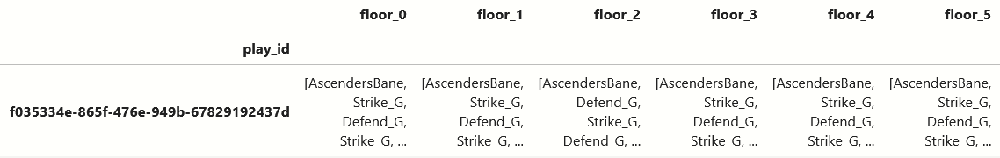 floor_0 floor_1 floor_2 floor_3 floor_4 floor_5
play_id
[AscendersBane, [AscendersBane, [AscendersBane, [AscendersBane, [AscendersBane, [AscendersBane,
Strike_G, Strike_G, Defend_G, Strike_G, Strike_G, Strike_G,
f035334e-865f-476e-949b-67829192437d
Defend_G, Defend_G, Strike_G, Defend_G, Defend_G, Defend_G,
Strike_G, ... Strike_G, ... Defend_G, ... Strike_G, ... Strike_G, ... Strike_G, ...